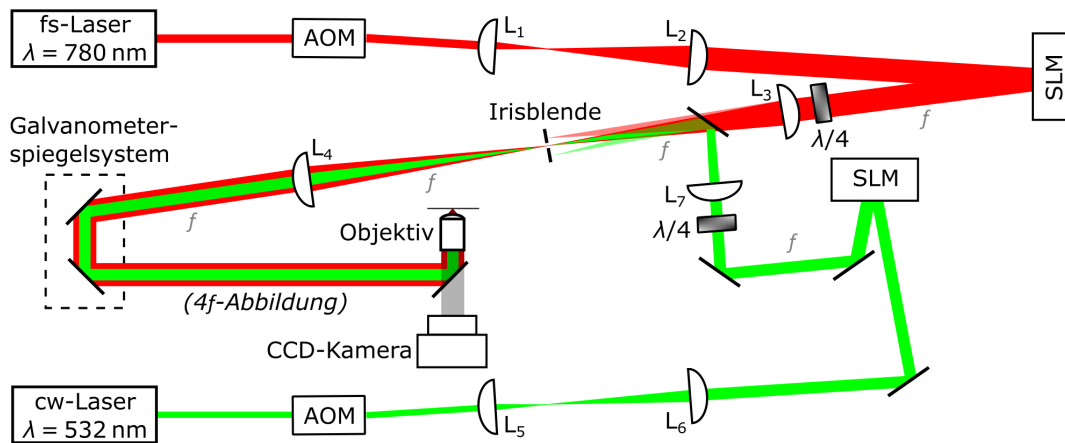 fs-Laser
λ = 780 nm
AOM
L1
L2
SLM
L3
λ/4
f
Irisblende
f
Galvanometer-
spiegelsystem
L4
f
f
SLM
L7
λ/4
f
Objektiv
(4f-Abbildung)
CCD-Kamera
cw-Laser
λ = 532 nm
AOM
L5
L6